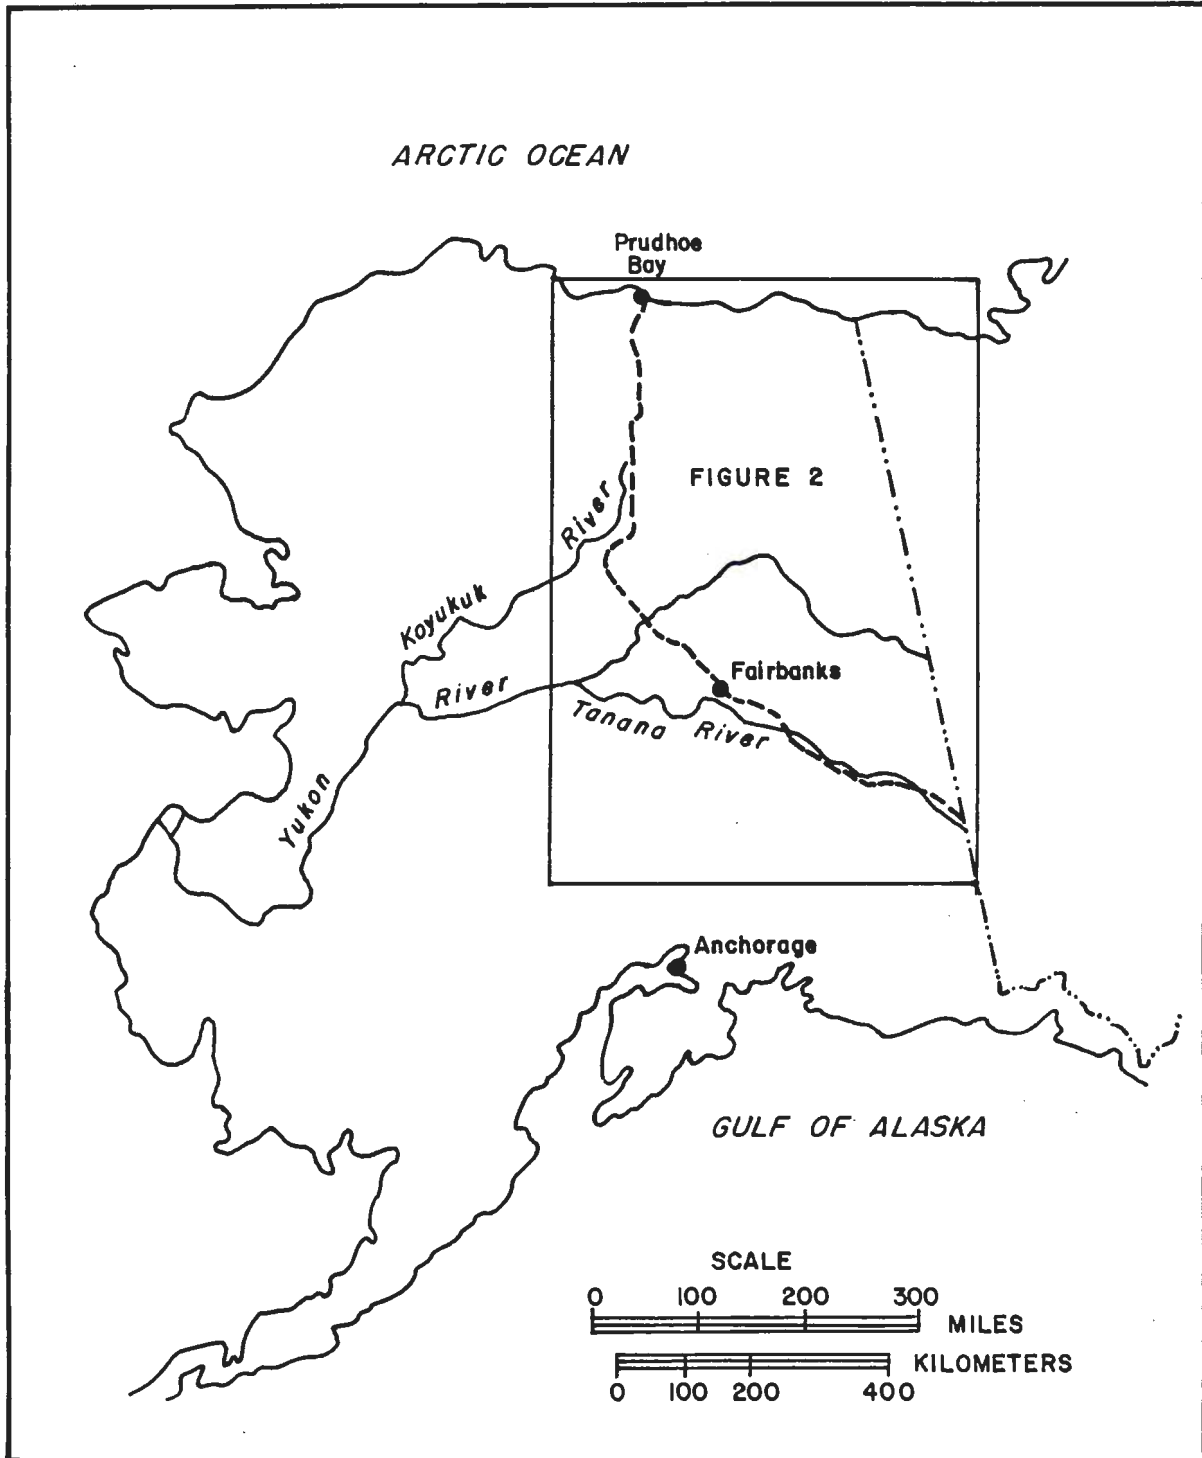 ARCTIC OCEAN
Prudhoe
Bay
FIGURE 2
Koyukuk River
Fairbanks
Yukon River
Tanana River
Anchorage
GULF OF ALASKA
SCALE
0 100 200 300
MILES
KILOMETERS
0 100 200 400